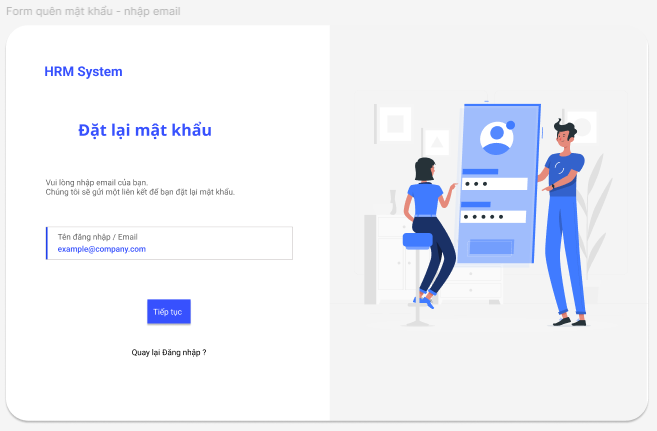 Form quên mật khẩu - nhập email
HRM System
Đặt lại mật khẩu
Vui lòng nhập email của bạn.
Chúng tôi sẽ gửi một liên kết để bạn đặt lại mật khẩu.
Tên đăng nhập / Email
example@company.com
Tiếp tục
Quay lại Đăng nhập ?